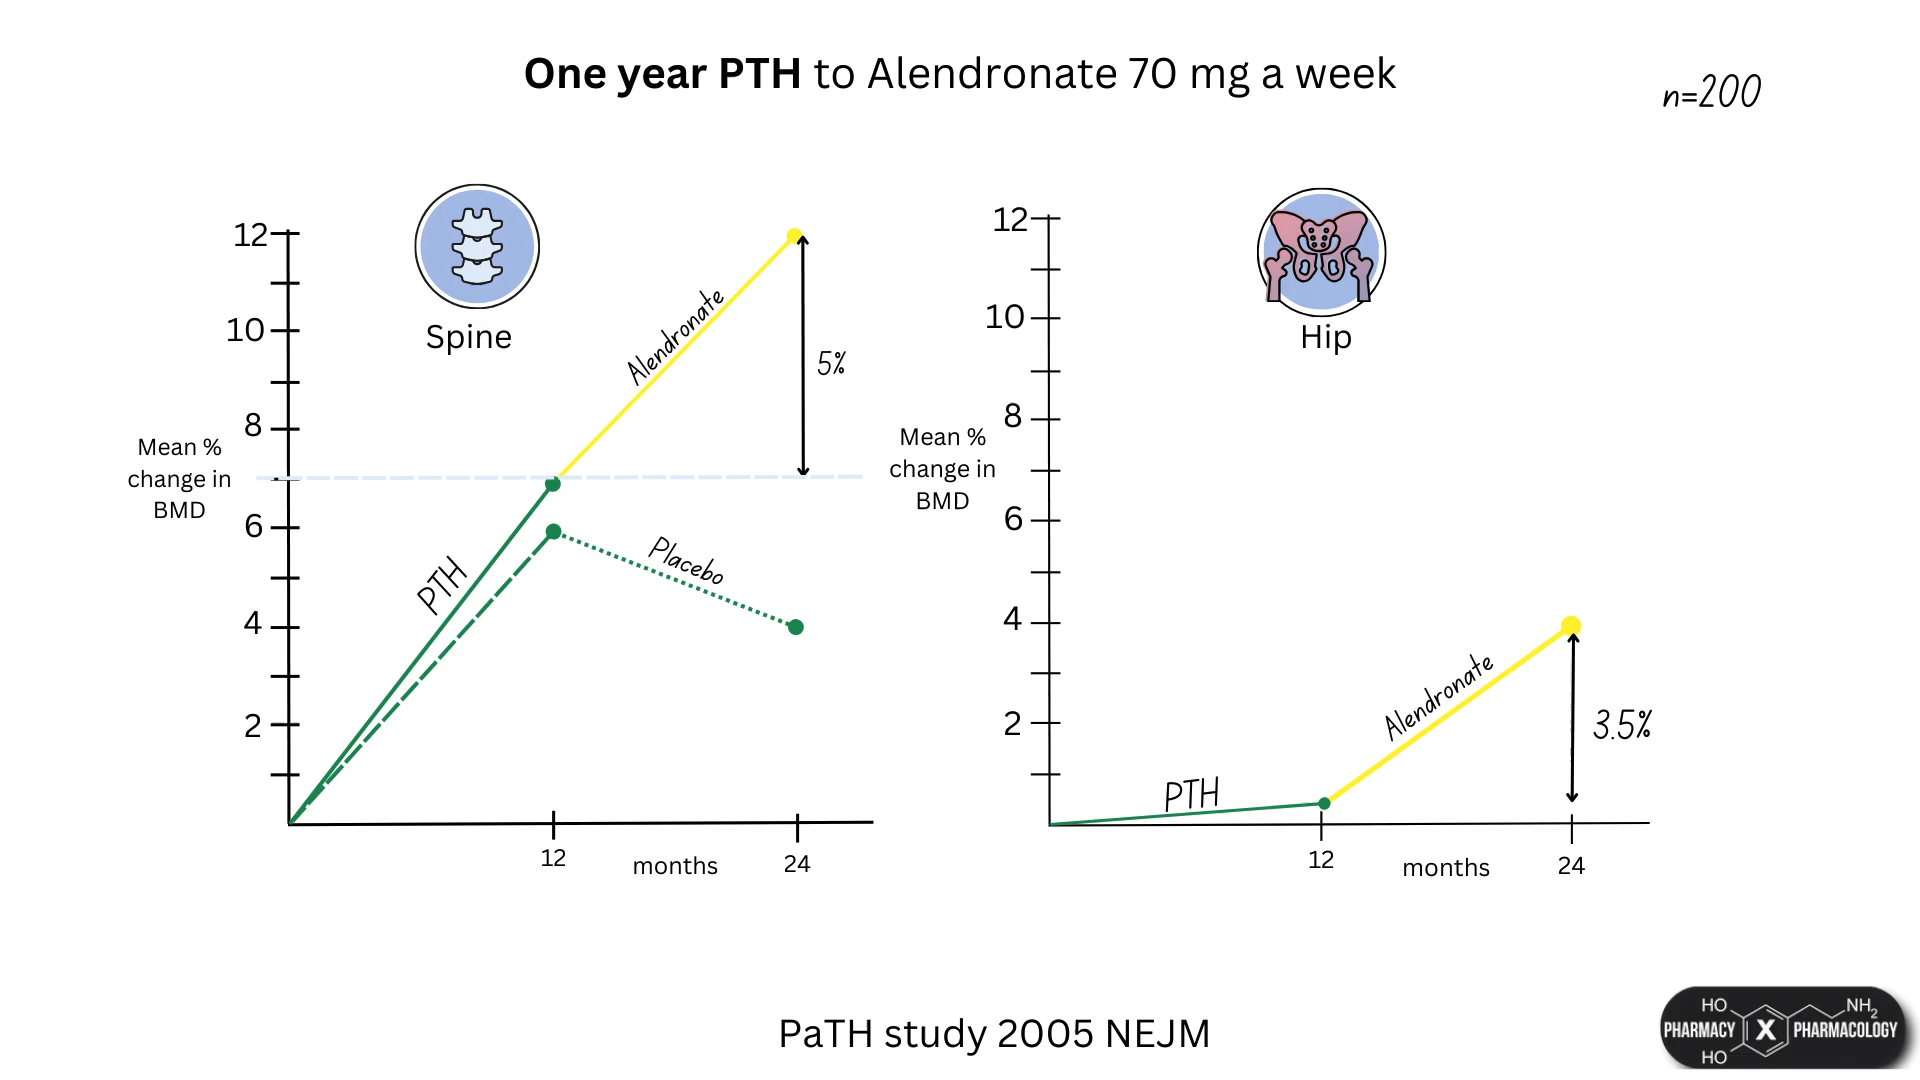 One year PTH to Alendronate 70 mg a week
n=200
Spine
12
10
8
6
4
2
Mean %
change in
BMD
PTH
Alendronate
Placebo
5%
12
months
24
Hip
12
10
8
6
4
2
Mean %
change in
BMD
PTH
Alendronate
3.5%
12
months
24
PaTH study 2005 NEJM
HO
NH2
PHARMACY X PHARMACOLOGY
HO